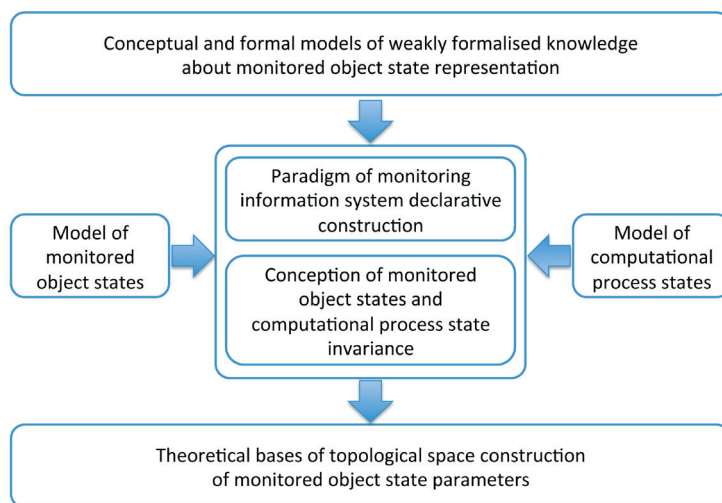 Conceptual and formal models of weakly formalised knowledge
about monitored object state representation
Paradigm of monitoring
information system declarative
construction
Model of
monitored
object states
Conception of monitored
object states and
computational process state
invariance
Model of
computational
process states
Theoretical bases of topological space construction
of monitored object state parameters